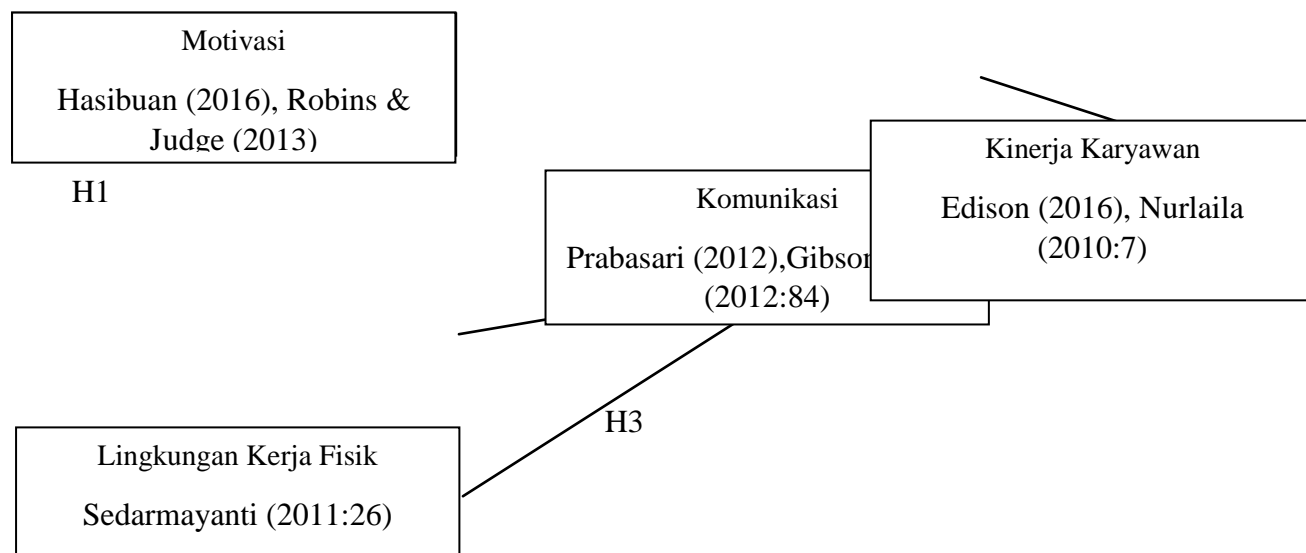 Motivasi
Hasibuan (2016), Robins &
Judge (2013)
H1
Komunikasi
Prabasari (2012),Gibson
(2012:84)
Kinerja Karyawan
Edison (2016), Nurlaila
(2010:7)
H3
Lingkungan Kerja Fisik
Sedarmayanti (2011:26)